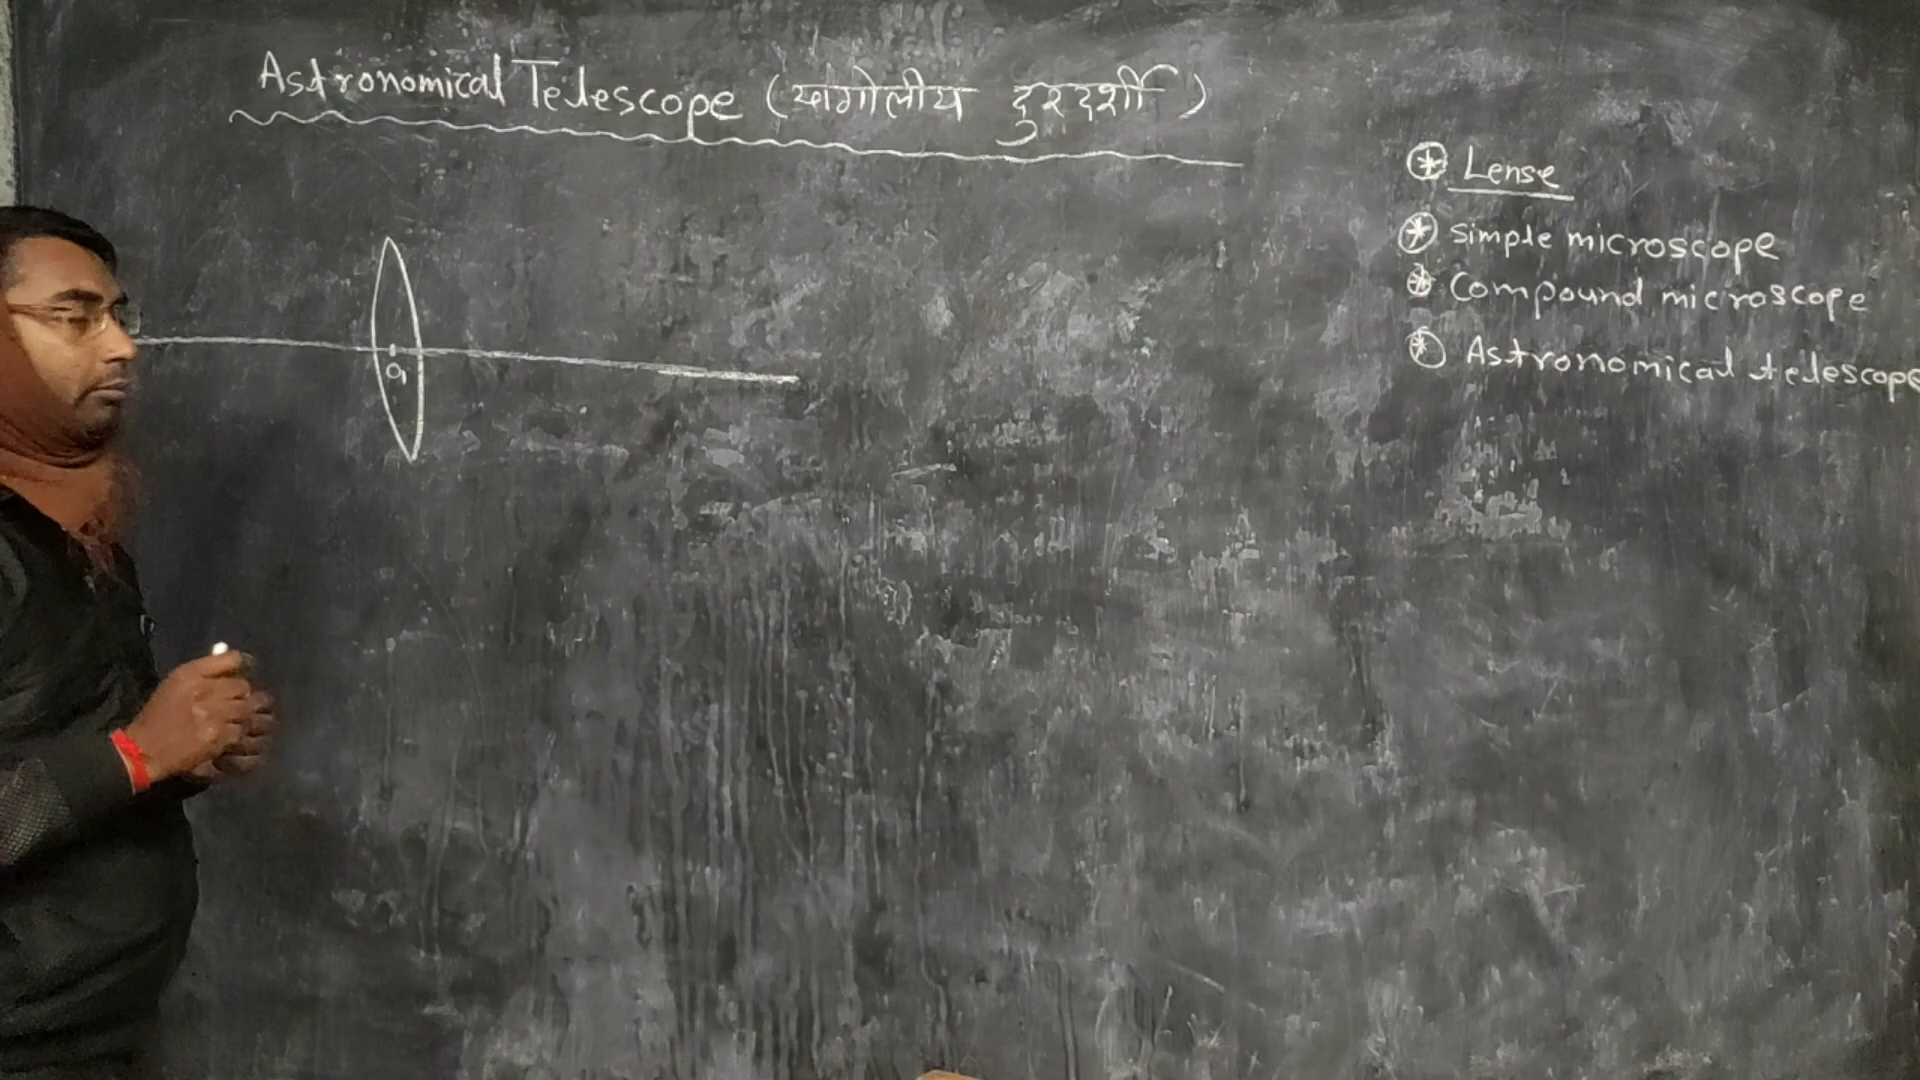 Astronomical Telescope (खगोलीय दुरदर्शी)
Lense
simple microscope
Compound microscope
Astronomical telescope
O₁